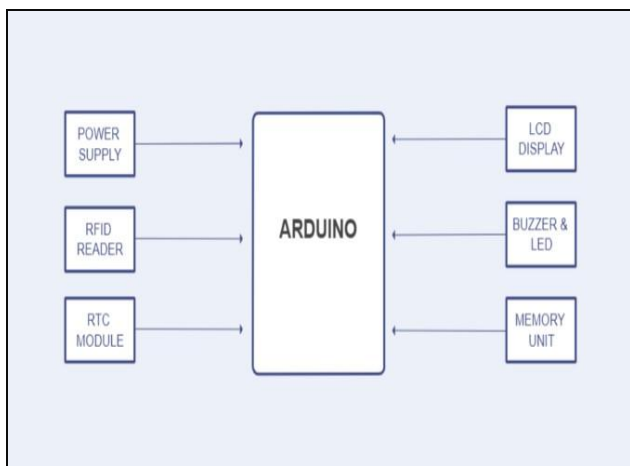 POWER
SUPPLY
RFID
READER
RTC
MODULE
ARDUINO
LCD
DISPLAY
BUZZER &
LED
MEMORY
UNIT